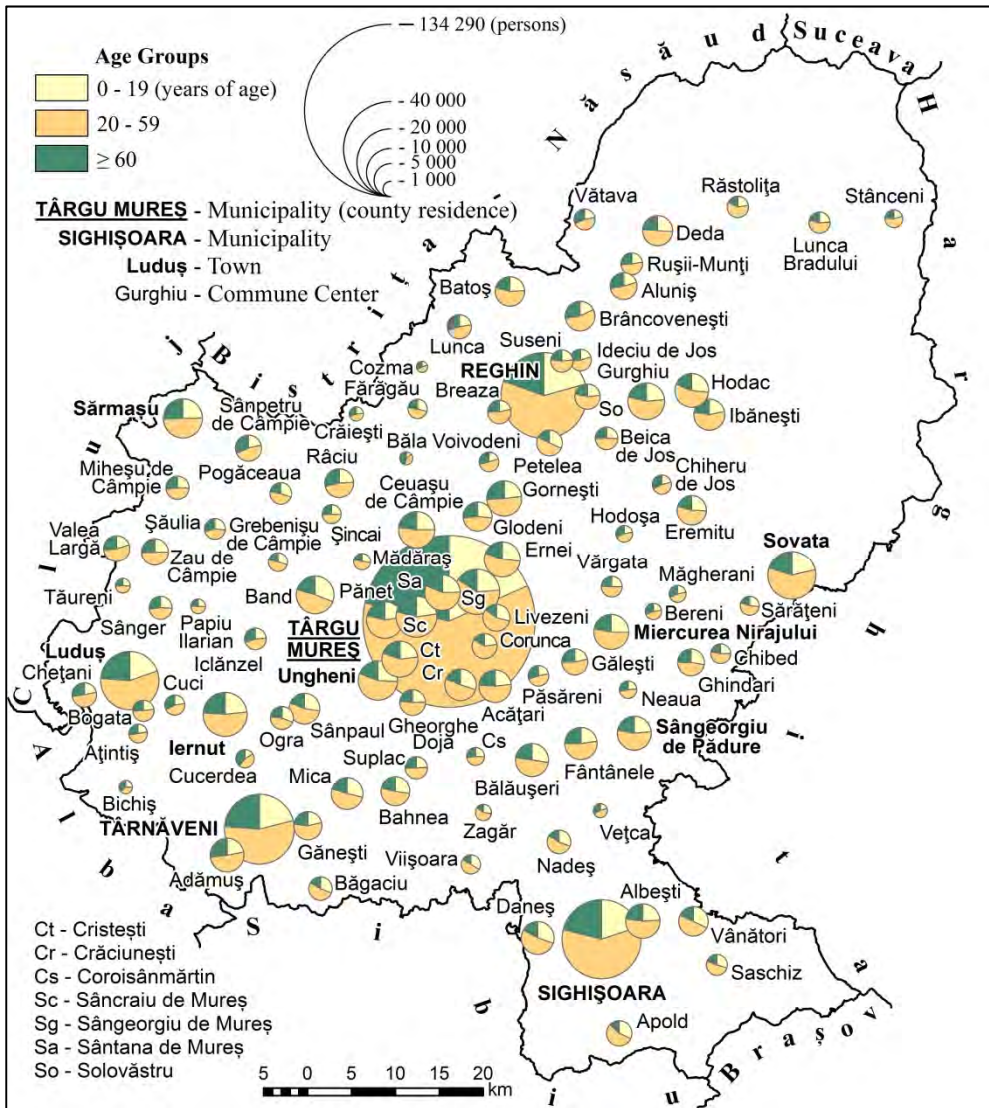 Age Groups
0 - 19 (years of age)
20 - 59
≥ 60
TÂRGU MUREȘ - Municipality (county residence)
SIGHIȘOARA - Municipality
Luduș - Town
Gurghiu - Commune Center
134 290 (persons)
- 40 000
- 20 000
- 10 000
- 5 000
- 1 000
Năsăud
Bistrița
Suceava
Harghita
Cluj
Alba
Sibiu
Brașov
Vătava
Răstolița
Stânceni
Deda
Lunca
Bradului
Rușii-Munți
Batoș
Aluniș
Brâncovenești
Lunca
Suseni
Ideciu de Jos
Cozma
REGHIN
Gurghiu
Hodac
Fărăgău
Breaza
So
Ibănești
Sărmașu
Sânpetru
de Câmpie
Crăiești
Băla
Voivodeni
Beica
de Jos
Petelea
Miheșu de
Câmpie
Pogăceaua
Râciu
Ceuașu
de Câmpie
Gornești
Chiheru
de Jos
Valea
Largă
Șăulia
Grebenișu
de Câmpie
Șincai
Glodeni
Hodoșa
Eremitu
Zau de
Câmpie
Mădăraș
Ernei
Sovata
Tăureni
Band
Pănet
Sa
Sg
Vărgata
Măgherani
Sânger
Papiu
Ilarian
Sc
Livezeni
Bereni
Sărățeni
TÂRGU
MUREȘ
Corunca
Miercurea Nirajului
Luduș
Iclănzel
Ct
Chețani
Ungheni
Cr
Gălești
Chibed
Cuci
Păsăreni
Ghindari
Bogata
Neaua
Acățari
Ațintiș
Iernut
Ogra
Sânpaul
Gheorghe
Doja
Cs
Sângeorgiu
de Pădure
Cucerdea
Suplac
Fântânele
Bichiș
Mica
Bălăușeri
Bahnea
TÂRNĂVENI
Zagăr
Vețca
Gănești
Nadeș
Adămuș
Viișoara
Băgaciu
Albești
Daneș
Vânători
Saschiz
SIGHIȘOARA
Apold
Ct - Cristești
Cr - Crăciunești
Cs - Coroisânmărtin
Sc - Sâncraiu de Mureș
Sg - Sângeorgiu de Mureș
Sa - Sântana de Mureș
So - Solovăstru
5 0 5 10 15 20
km